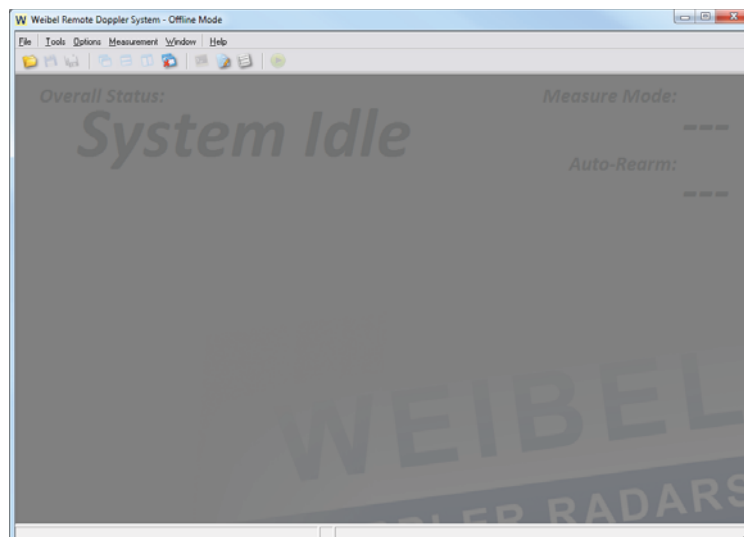 W Weibel Remote Doppler System - Offline Mode
File Tools Options Measurement Window Help
Overall Status:
Measure Mode:
System Idle
---
Auto-Rearm:
---
WEIBEL
DOPPLER RADARS